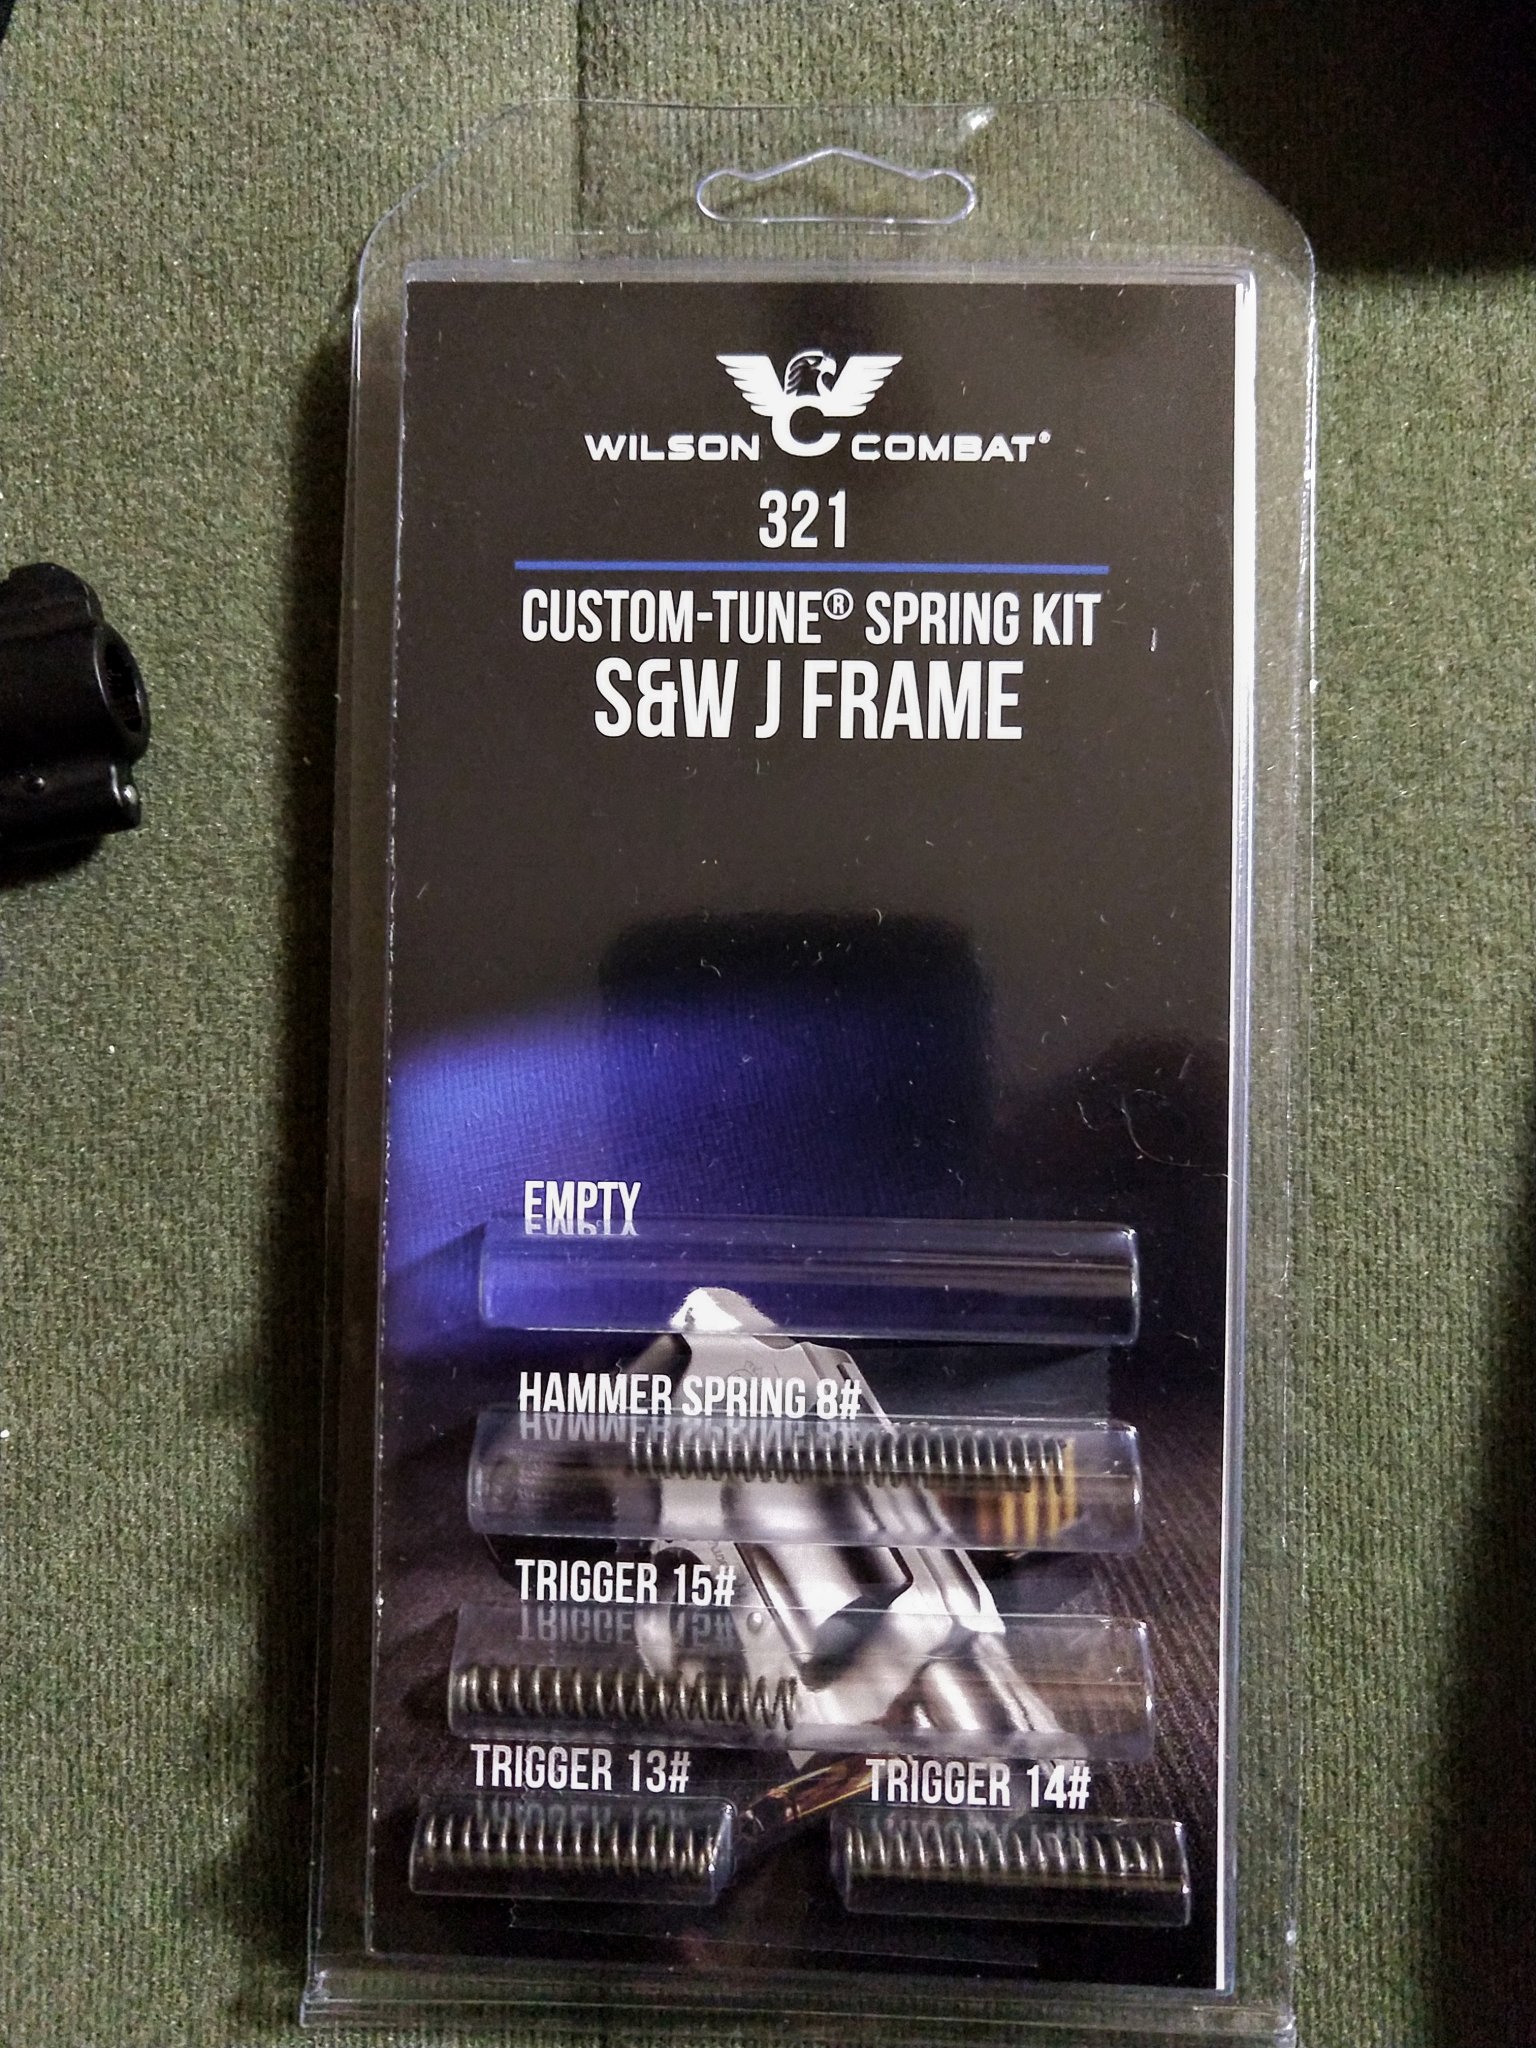 WILSON COMBAT®
321
CUSTOM-TUNE® SPRING KIT
S&W J FRAME
EMPTY
HAMMER SPRING 8#
TRIGGER 15#
TRIGGER 13# TRIGGER 14#